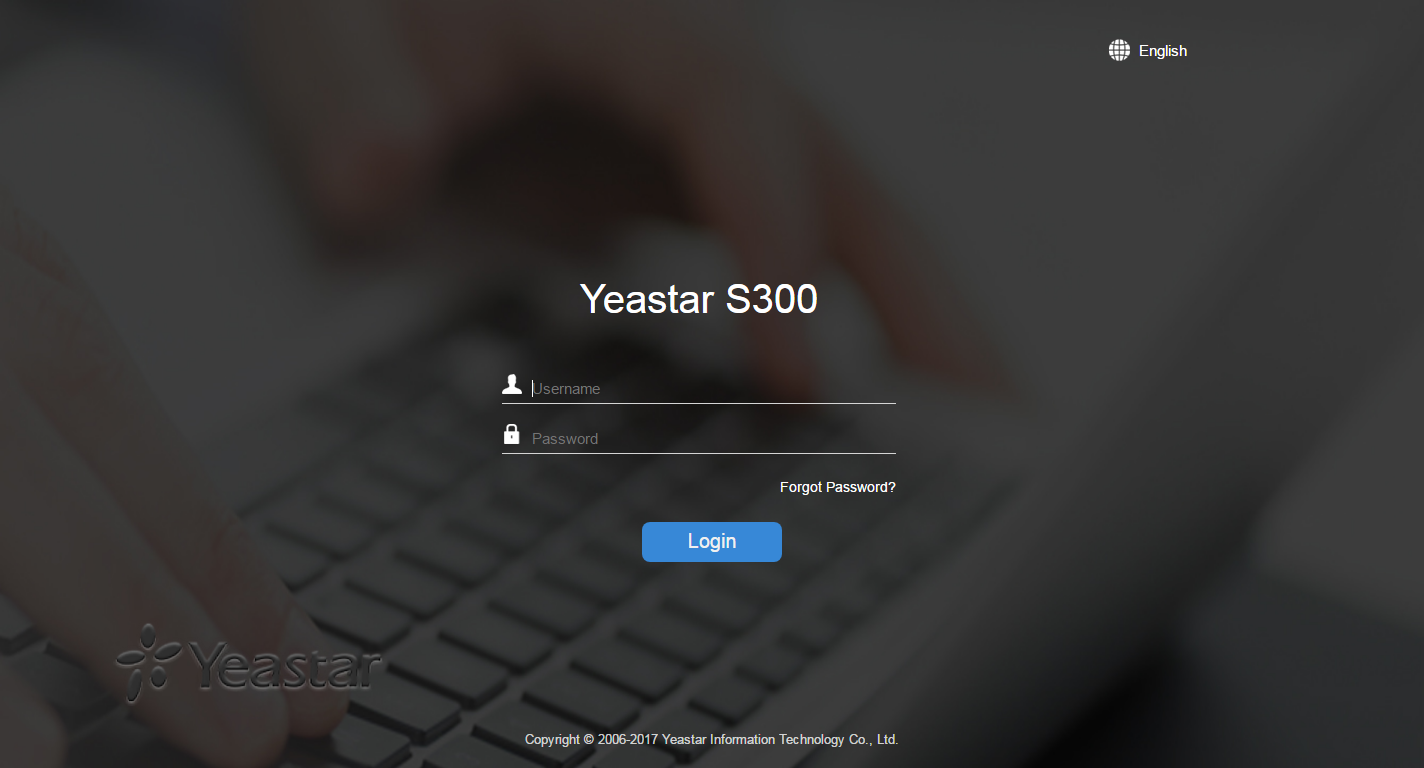 English
Yeastar S300
Username
Password
Forgot Password?
Login
Yeastar
Copyright © 2006-2017 Yeastar Information Technology Co., Ltd.